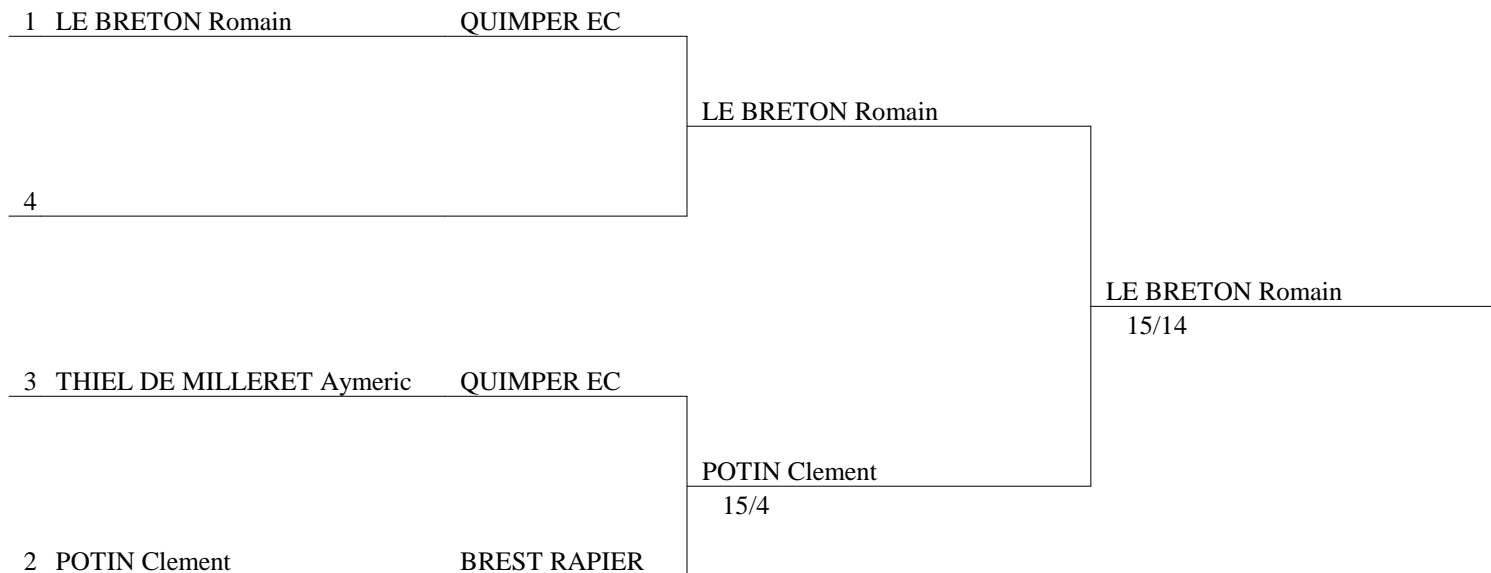 1 LE BRETON Romain QUIMPER EC
LE BRETON Romain
4
LE BRETON Romain
15/14
3 THIEL DE MILLERET Aymeric QUIMPER EC
POTIN Clement
15/4
2 POTIN Clement BREST RAPIER